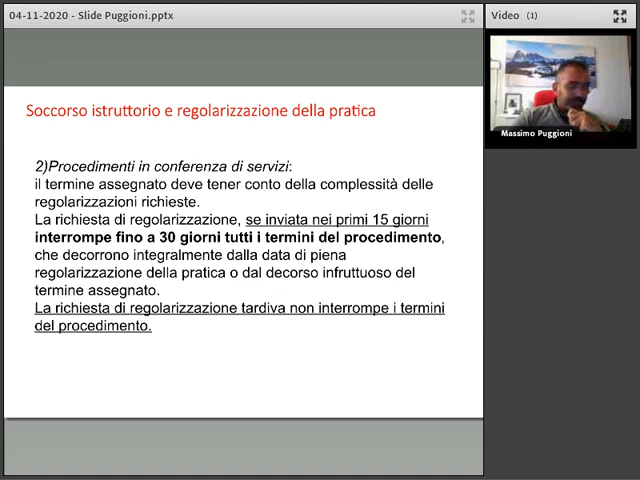 04-11-2020 - Slide Puggioni.pptx
Video (1)
Massimo Puggioni
Soccorso istruttorio e regolarizzazione della pratica
2)Procedimenti in conferenza di servizi:
il termine assegnato deve tener conto della complessità delle
regolarizzazioni richieste.
La richiesta di regolarizzazione, se inviata nei primi 15 giorni
interrompe fino a 30 giorni tutti i termini del procedimento,
che decorrono integralmente dalla data di piena
regolarizzazione della pratica o dal decorso infruttuoso del
termine assegnato.
La richiesta di regolarizzazione tardiva non interrompe i termini
del procedimento.